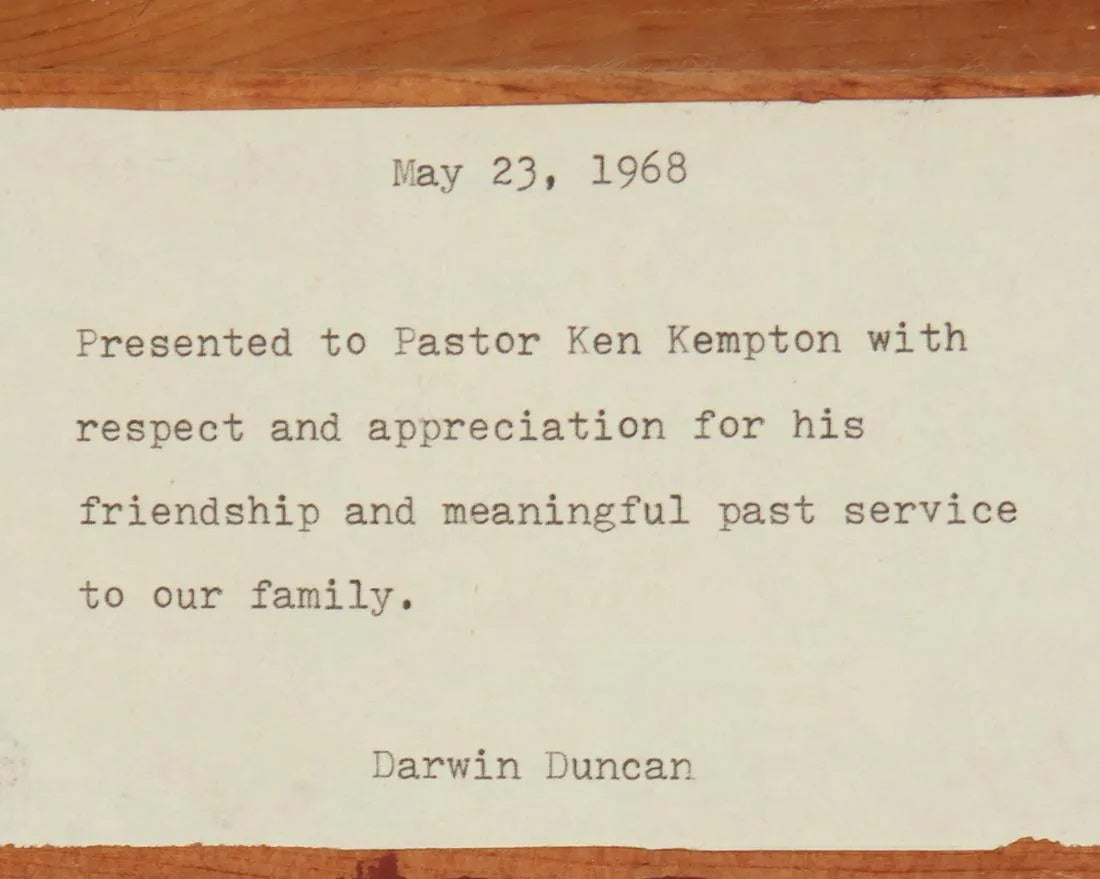 May 23, 1968
Presented to Pastor Ken Kempton with
respect and appreciation for his
friendship and meaningful past service
to our family.
Darwin Duncan